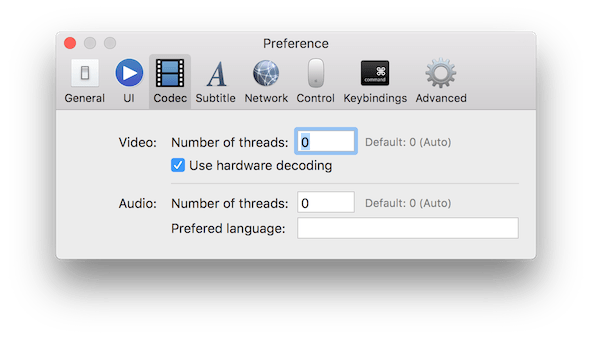 Preference
General UI Codec Subtitle Network Control Keybindings Advanced
⌘
command
Video: Number of threads: 0 Default: 0 (Auto)
Use hardware decoding
Audio: Number of threads: 0 Default: 0 (Auto)
Prefered language: